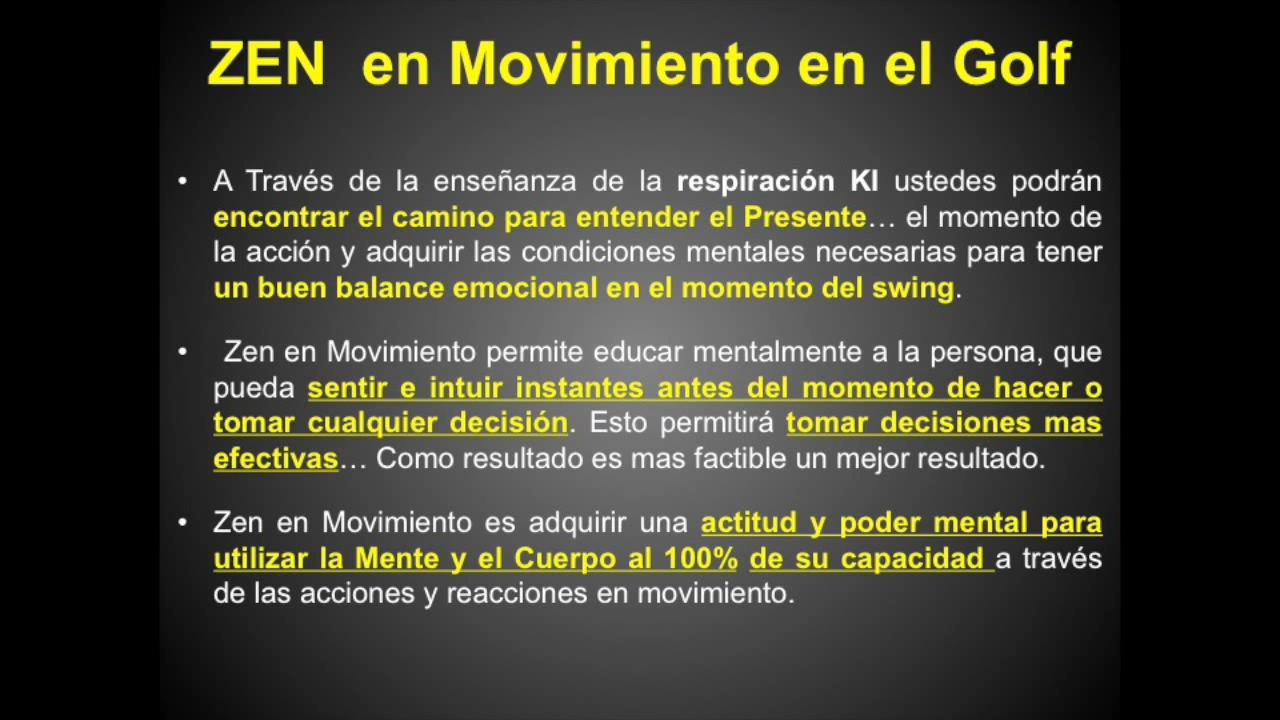 ZEN  en Movimiento en el Golf
• A Través de la enseñanza de la respiración KI ustedes podrán
encontrar el camino para entender el Presente… el momento de
la acción y adquirir las condiciones mentales necesarias para tener
un buen balance emocional en el momento del swing.
•  Zen en Movimiento permite educar mentalmente a la persona, que
pueda sentir e intuir instantes antes del momento de hacer o
tomar cualquier decisión. Esto permitirá tomar decisiones mas
efectivas… Como resultado es mas factible un mejor resultado.
• Zen en Movimiento es adquirir una actitud y poder mental para
utilizar la Mente y el Cuerpo al 100% de su capacidad a través
de las acciones y reacciones en movimiento.